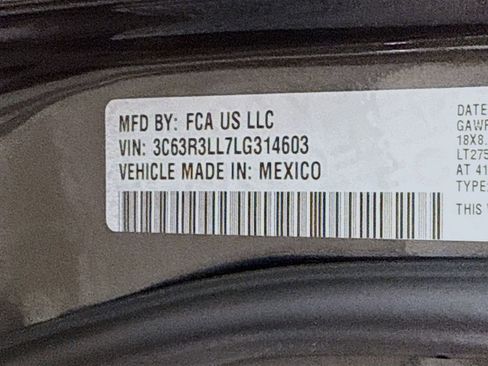 MFD BY: FCA US LLC
VIN: 3C63R3LL7LG314603
VEHICLE MADE IN: MEXICO
DATE
GAWR
18X8.
LT275
AT 41
TYPE:
THIS V